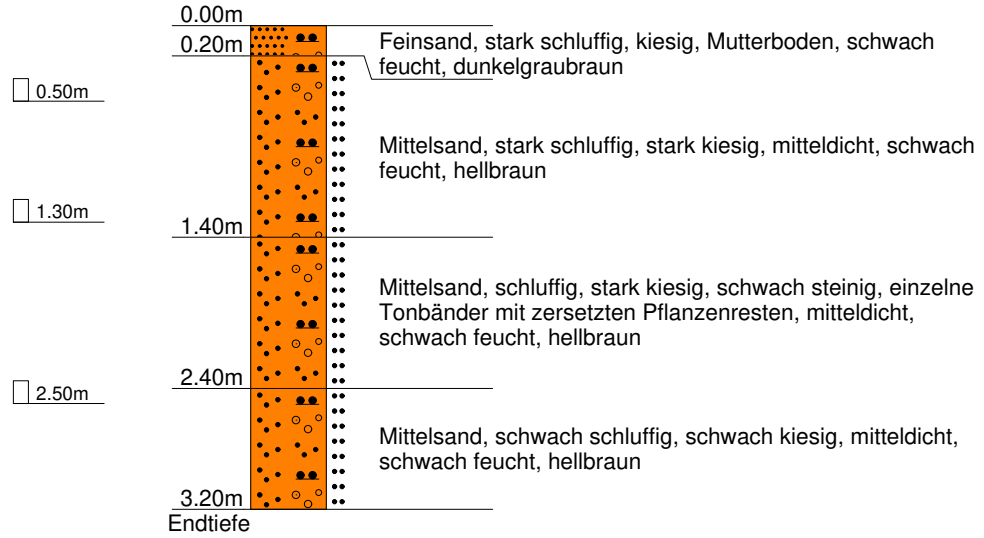 0.00m
0.20m
Feinsand, stark schluffig, kiesig, Mutterboden, schwach
feucht, dunkelgraubraun
0.50m
Mittelsand, stark schluffig, stark kiesig, mitteldicht, schwach
feucht, hellbraun
1.30m
1.40m
Mittelsand, schluffig, stark kiesig, schwach steinig, einzelne
Tonbänder mit zersetzten Pflanzenresten, mitteldicht,
schwach feucht, hellbraun
2.40m
2.50m
Mittelsand, schwach schluffig, schwach kiesig, mitteldicht,
schwach feucht, hellbraun
3.20m
Endtiefe